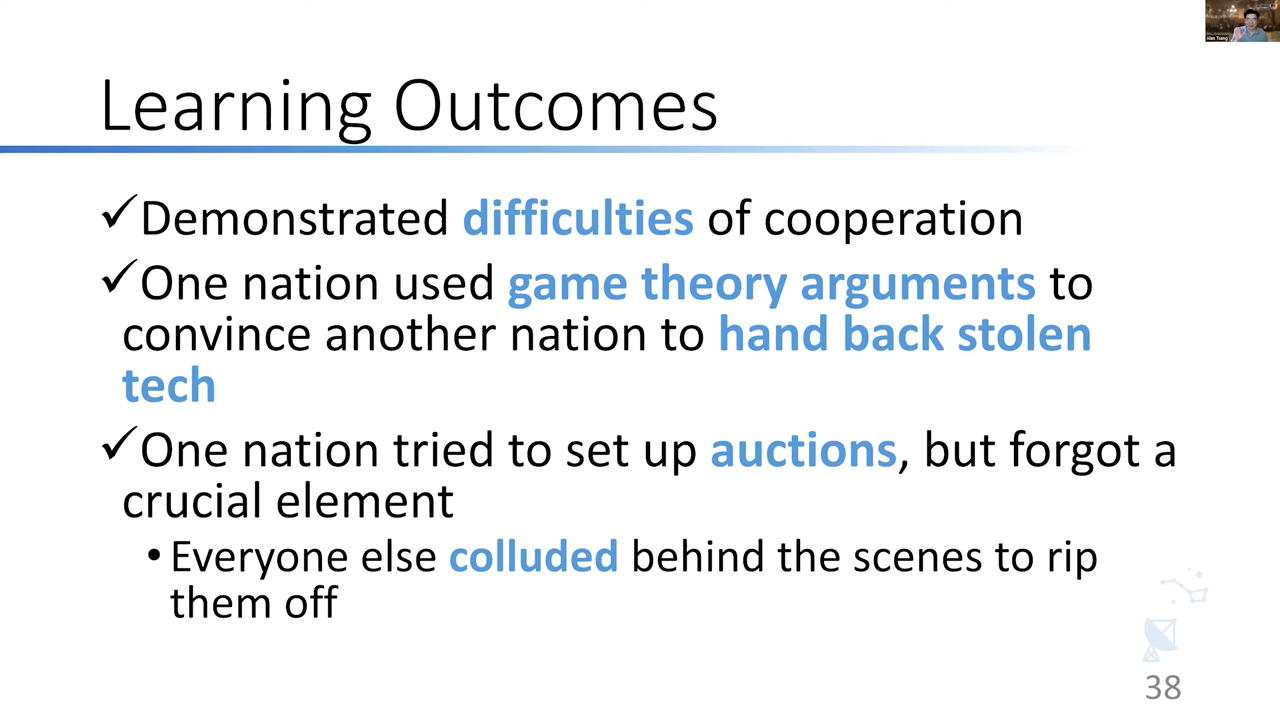 Alan Tsang
Learning Outcomes
✓Demonstrated difficulties of cooperation
✓One nation used game theory arguments to
convince another nation to hand back stolen
tech
✓One nation tried to set up auctions, but forgot a
crucial element
• Everyone else colluded behind the scenes to rip
them off
38